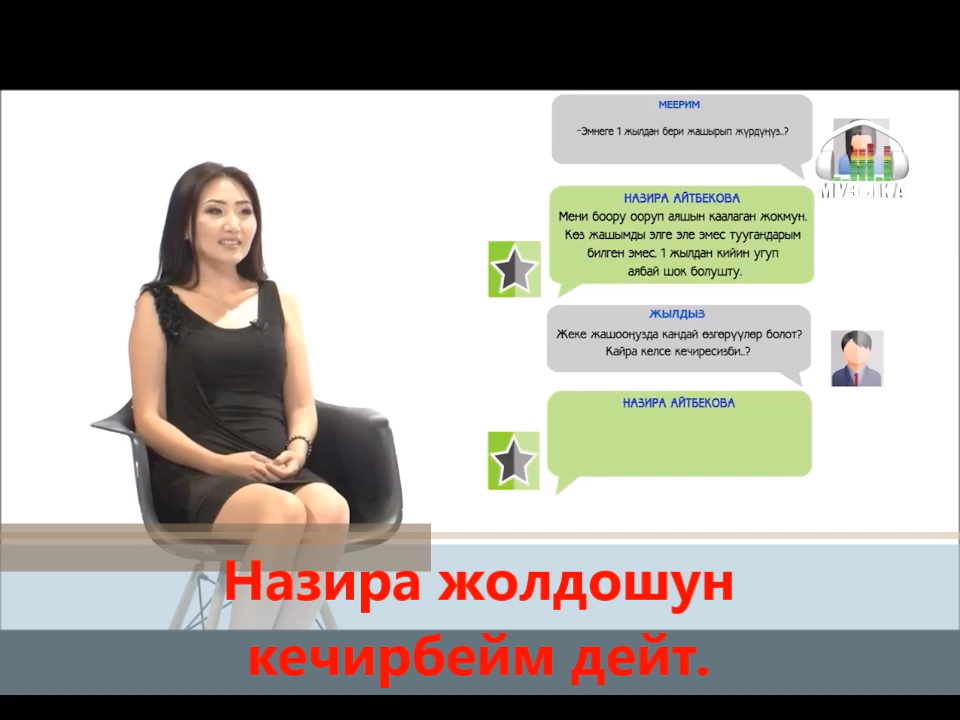 МЕЕРИМ
-Эмнеге 1 жылдан бери жашырып жүрдүңүз..?
МУЗЫКА
НАЗИРА АЙТБЕКОВА
Мени боору ооруп аяшын каалаган жокмун.
Көз жашымды элге эле эмес туугандарым
билген эмес, 1 жылдан кийин угуп
аябай шок болушту.
ЖЫЛДЫЗ
Жеке жашооңузда кандай өзгөрүүлөр болот?
Кайра келсе кечиресизби..?
НАЗИРА АЙТБЕКОВА
Назира жолдошун
кечирбейм дейт.